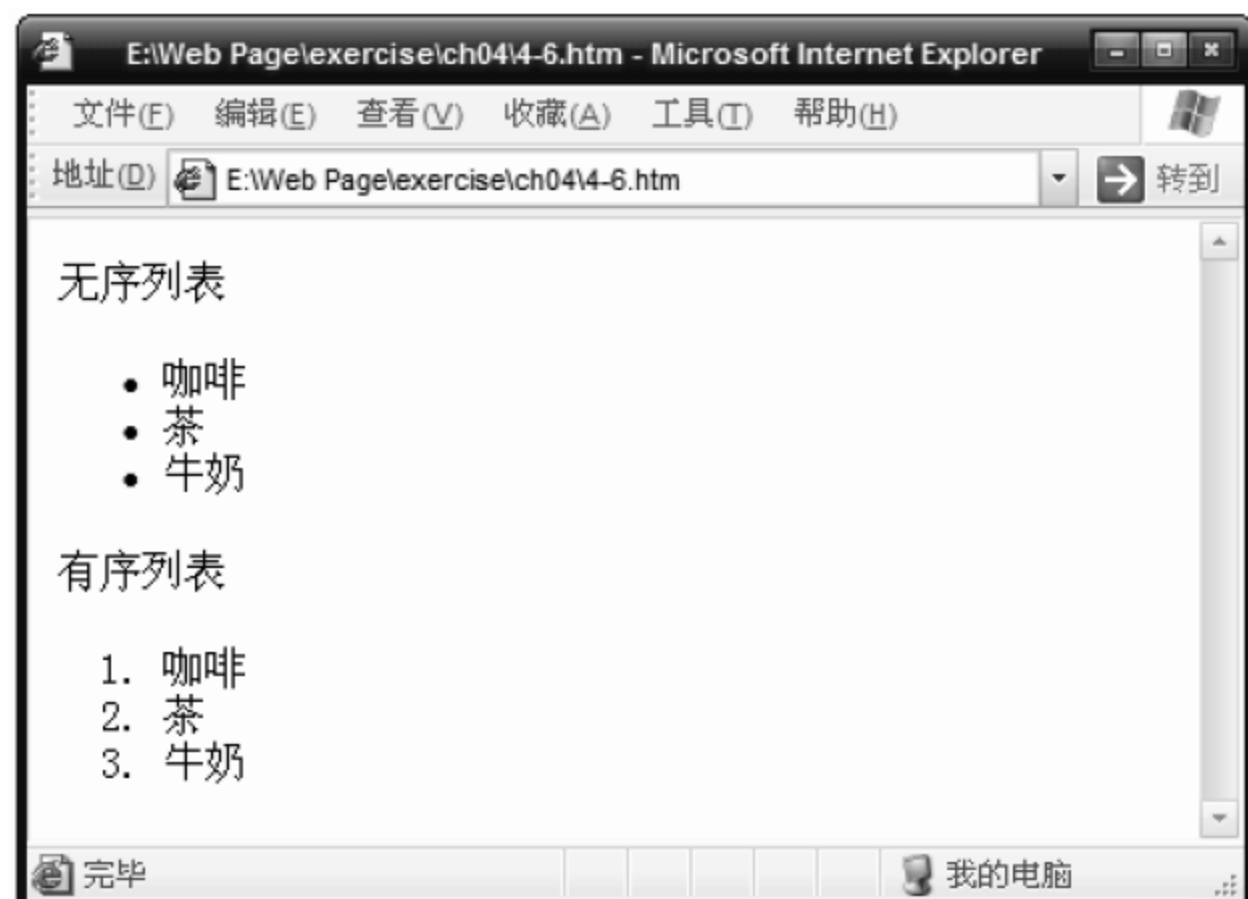 E:\Web Page\exercise\ch04\4-6.htm - Microsoft Internet Explorer
文件(F) 编辑(E) 查看(V) 收藏(A) 工具(T) 帮助(H)
地址(D) E:\Web Page\exercise\ch04\4-6.htm 转到
无序列表
• 咖啡
• 茶
• 牛奶
有序列表
1. 咖啡
2. 茶
3. 牛奶
完毕 我的电脑